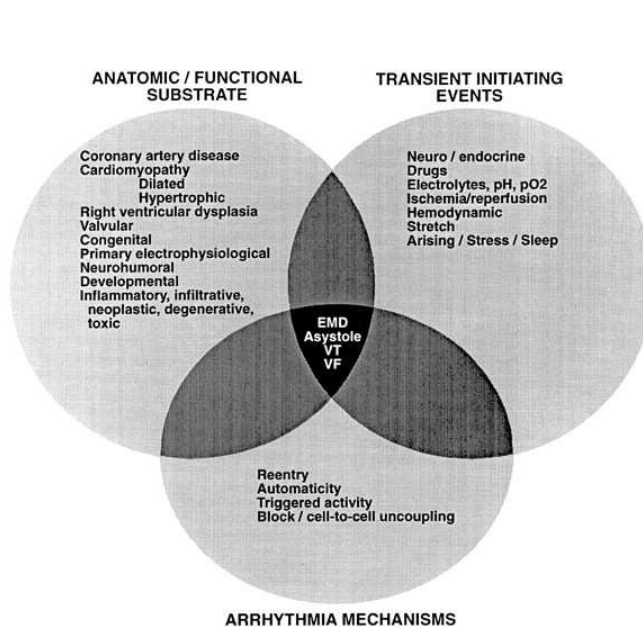 ANATOMIC / FUNCTIONAL
SUBSTRATE
TRANSIENT INITIATING
EVENTS
Coronary artery disease
Cardiomyopathy
Dilated
Hypertrophic
Right ventricular dysplasia
Valvular
Congenital
Primary electrophysiological
Neurohumoral
Developmental
Inflammatory, infiltrative,
neoplastic, degenerative,
toxic
Neuro / endocrine
Drugs
Electrolytes, pH, pO2
Ischemia/reperfusion
Hemodynamic
Stretch
Arising / Stress / Sleep
EMD
Asystole
VT
VF
Reentry
Automaticity
Triggered activity
Block / cell-to-cell uncoupling
ARRHYTHMIA MECHANISMS